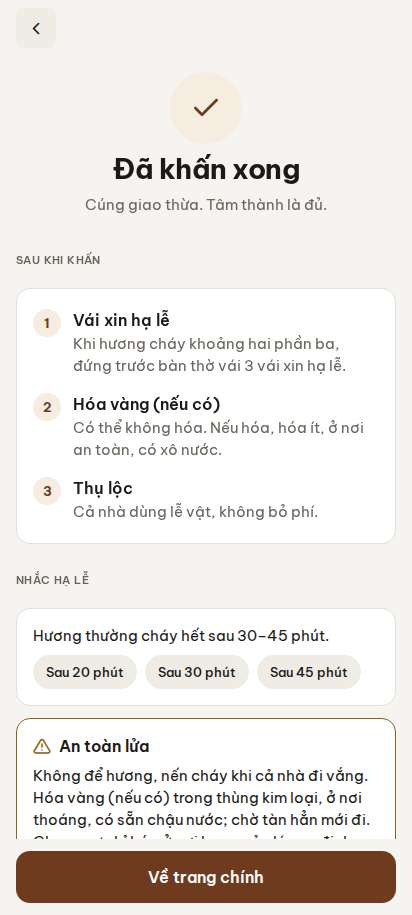 Đã khấn xong
Cúng giao thừa. Tâm thành là đủ.
SAU KHI KHẤN
1
Vái xin hạ lễ
Khi hương cháy khoảng hai phần ba,
đứng trước bàn thờ vái 3 vái xin hạ lễ.
2
Hóa vàng (nếu có)
Có thể không hóa. Nếu hóa, hóa ít, ở nơi
an toàn, có xô nước.
3
Thụ lộc
Cả nhà dùng lễ vật, không bỏ phí.
NHẮC HẠ LỄ
Hương thường cháy hết sau 30–45 phút.
Sau 20 phút
Sau 30 phút
Sau 45 phút
An toàn lửa
Không để hương, nến cháy khi cả nhà đi vắng.
Hóa vàng (nếu có) trong thùng kim loại, ở nơi
thoáng, có sẵn chậu nước; chờ tàn hẳn mới đi.
Về trang chính